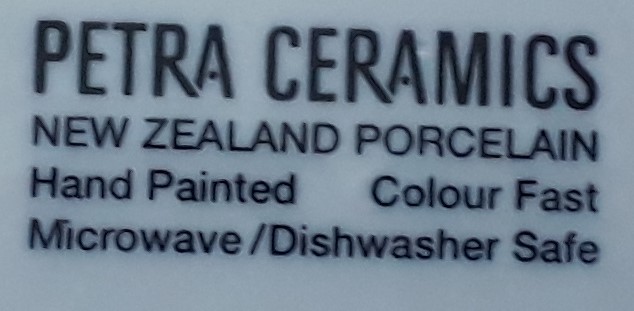 PETRA CERAMICS
NEW ZEALAND PORCELAIN
Hand Painted Colour Fast
Microwave/Dishwasher Safe